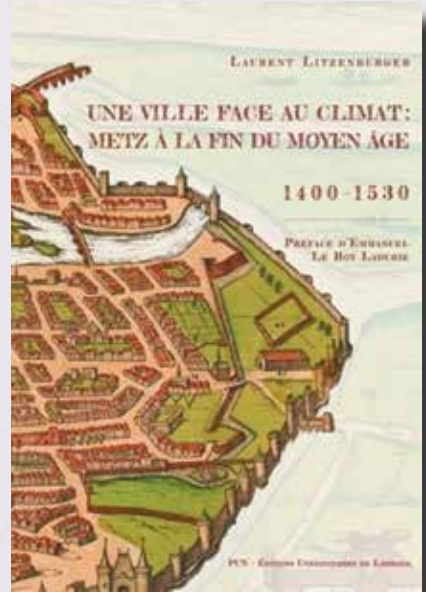 LAURENT LITZENBURGER
UNE VILLE FACE AU CLIMAT:
METZ À LA FIN DU MOYEN ÂGE
1400-1530
PRÉFACE D'EMMANUEL
LE ROY LADURIE
PUN - ÉDITIONS UNIVERSITAIRES DE LORRAINE